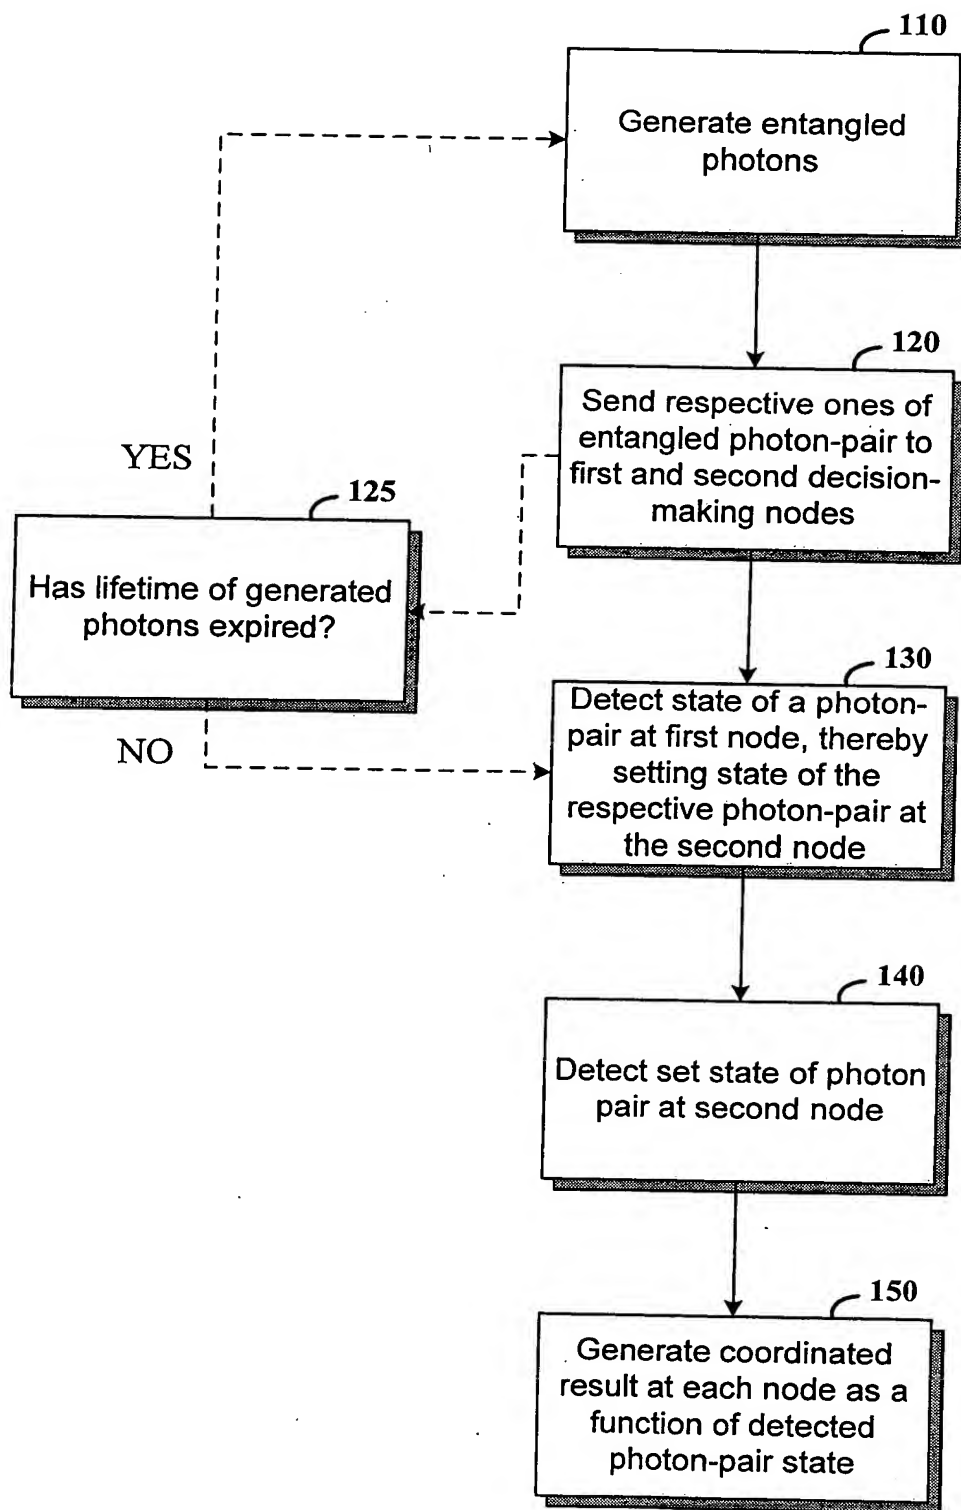 110
Generate entangled
photons
120
Send respective ones of
entangled photon-pair to
first and second decision-
making nodes
YES
125
Has lifetime of generated
photons expired?
NO
130
Detect state of a photon-
pair at first node, thereby
setting state of the
respective photon-pair at
the second node
140
Detect set state of photon
pair at second node
150
Generate coordinated
result at each node as a
function of detected
photon-pair state